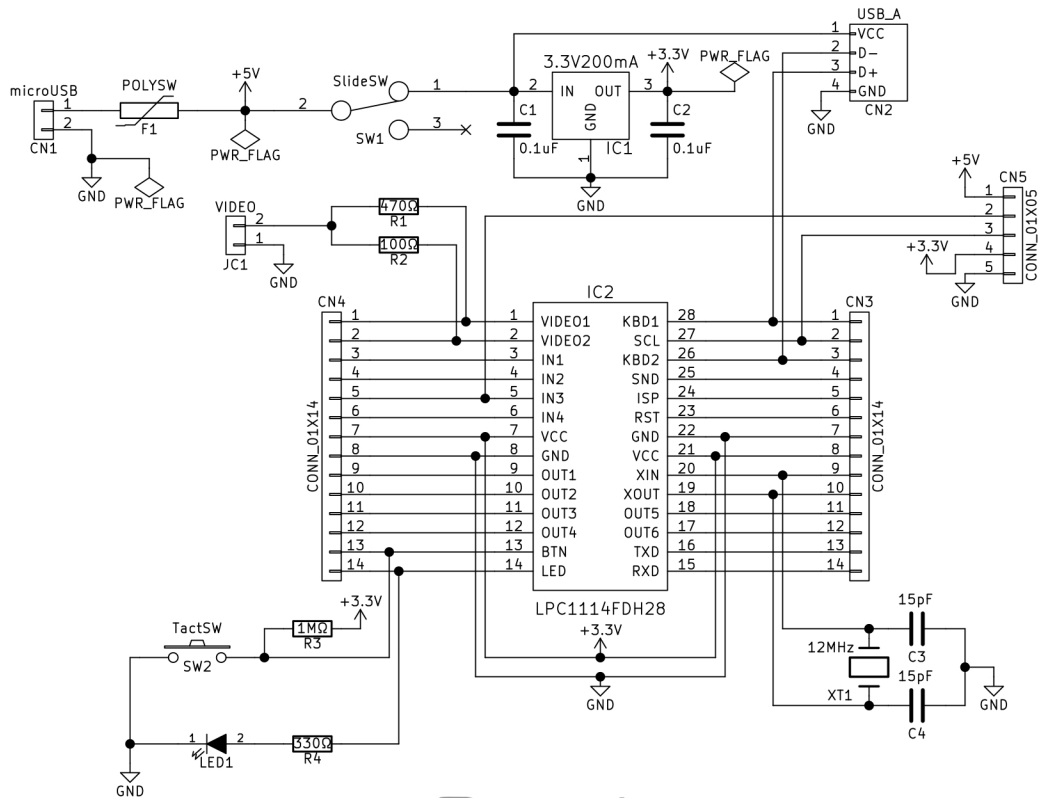 USB_A
1 VCC
2 D-
3 D+
4 GND
CN2
GND
microUSB
1
2
CN1
POLYSW
F1
+5V
PWR_FLAG
GND
PWR_FLAG
SlideSW
2
1
3
SW1
3.3V200mA
2 IN OUT 3
GND
1
IC1
C1
0.1uF
+3.3V
PWR_FLAG
C2
0.1uF
GND
VIDEO
2
1
JC1
GND
470Ω
R1
100Ω
R2
+5V
CN5
1
2
3
+3.3V
4
5
GND
CONN_01X05
CN4
IC2
CN3
1 1 VIDEO1 KBD1 28 1
2 2 VIDEO2 SCL 27 2
3 3 IN1 KBD2 26 3
4 4 IN2 SND 25 4
5 5 IN3 ISP 24 5
6 6 IN4 RST 23 6
7 7 VCC GND 22 7
8 8 GND VCC 21 8
9 9 OUT1 XIN 20 9
10 10 OUT2 XOUT 19 10
11 11 OUT3 OUT5 18 11
12 12 OUT4 OUT6 17 12
13 13 BTN TXD 16 13
14 14 LED RXD 15 14
CONN_01X14
CONN_01X14
LPC1114FDH28
+3.3V
GND
TactSW
SW2
1MΩ
R3
+3.3V
1
2
LED1
330Ω
R4
GND
12MHz
XT1
15pF
C3
15pF
C4
GND